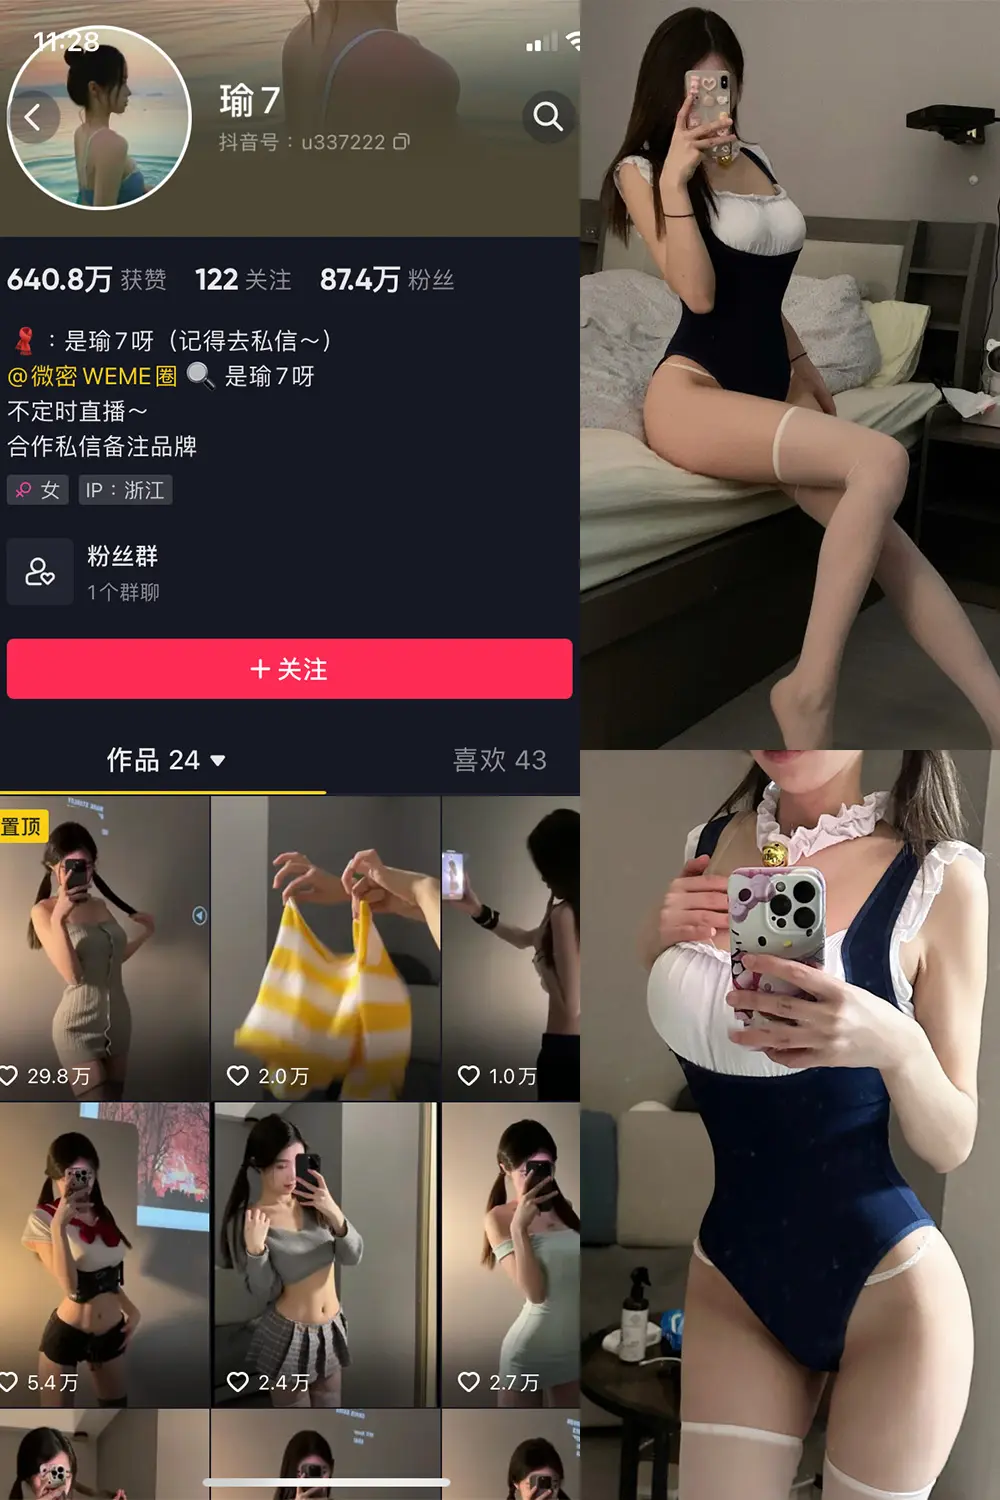 11:28
瑜7
抖音号：u337222
640.8万 获赞 122 关注 87.4万 粉丝
：是瑜7呀（记得去私信～）
@微密WEME圈 🔍 是瑜7呀
不定时直播～
合作私信备注品牌
女 IP：浙江
粉丝群
1个群聊
+ 关注
作品 24 喜欢 43
置顶
29.8万 2.0万 1.0万
5.4万 2.4万 2.7万